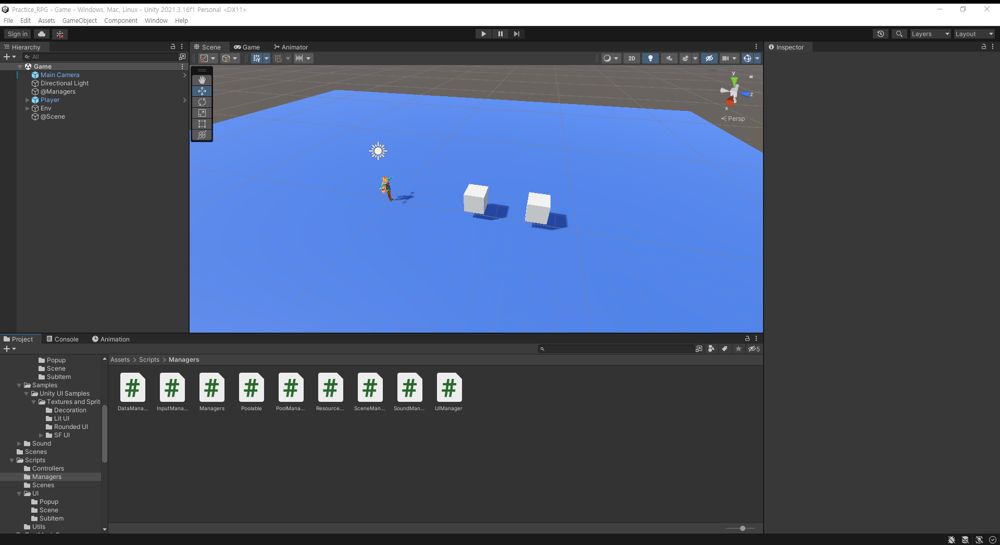 Practice_RPG - Game - Windows, Mac, Linux - Unity 2021.3.16f1 Personal <DX11>
File Edit Assets GameObject Component Window Help
Sign in Layers Layout
Hierarchy Scene Game Animator Inspector
All 2D
Game
Main Camera
Directional Light
@Managers
Player
Env
@Scene
y
z
x
Persp
Project Console Animation
5
Assets > Scripts > Managers
Popup
Scene
SubItem
Samples
Unity UI Samples
Textures and Sprit
Decoration
Lit UI
Rounded UI
SF UI
Sound
Scenes
Scripts
Controllers
Managers
Scenes
UI
Popup
Scene
SubItem
Utils
DataMana... InputMana... Managers Poolable PoolMana... Resource... SceneMan... SoundMan... UIManager